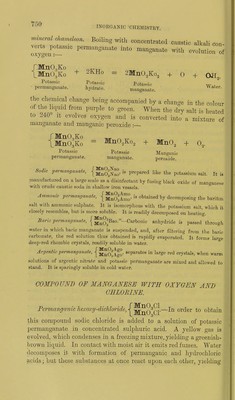 750
INORGANIC CHEMISTRY.
mineral chameleon. Boiling with concentrated caustic alkali con-
verts potassic permanganate into manganate with evolution of
oxygen :—
{MnO3Ko
{MnO3Ko + 2KHo = 2MnO2Ko2 + O + OH2.
Potassic permanganate. Potassic hydrate. Potassic manganate. Water.
the chemical change being accompanied by a change in the colour
of the liquid from purple to green. When the dry salt is heated
to 240° it evolves oxygen and is converted into a mixture of
manganate and manganic peroxide :—
{MnO3Ko
{MnO3Ko = MnO2Ko2 + MnO2 + O2.
Potassic permanganate. Potassic manganate. Manganic peroxide.
Sodic permanganate, {MnO3Nao
{MnO3Nao, is prepared like the potassium salt. It is
manufactured on a large scale as a disinfectant by fusing black oxide of manganese
with crude caustic soda in shallow iron vessels.
Ammonic permanganate, {MnO3Amo
{MnO3Amo, is obtained by decomposing the baritim
salt with ammonic sulphate. It is isomorphous with the potassium salt, which it
closely resembles, but is more soluble. It is readily decomposed on heating.
Baric permanganate, {MnO3
{MnO3Bao″.—Carbonic anhydride is passed through
water in which baric manganate is suspended, and, after filtering from the baric
carbonate, the red solution thus obtained is rapidly evaporated. It forms large
deep-red rhombic crystals, readily soluble in water.
Argentic permanganate, {MnO3Ago
{MnO3Ago, separates in large red crystals, when warm
solutions of argentic nitrate and potassic permanganate are mixed and allowed to
stand. It is sparingly soluble in cold water.
COMPOUND OF MANGANESE WITH OXYGEN AND
CHLORINE.
Permanganic hexoxy-dichloride, {MnO3Cl
{MnO3Cl.—In order to obtain
this compound sodic chloride is added to a solution of potassic
permanganate in concentrated sulphuric acid. A yellow gas is
evolved, which condenses in a freezing mixture, yielding a greenish-
brown liquid. In contact with moist air it emits red fumes. Water
decomposes it with formation of permanganic and hydrochloric
acids; but these substances at once react upon each other, yielding